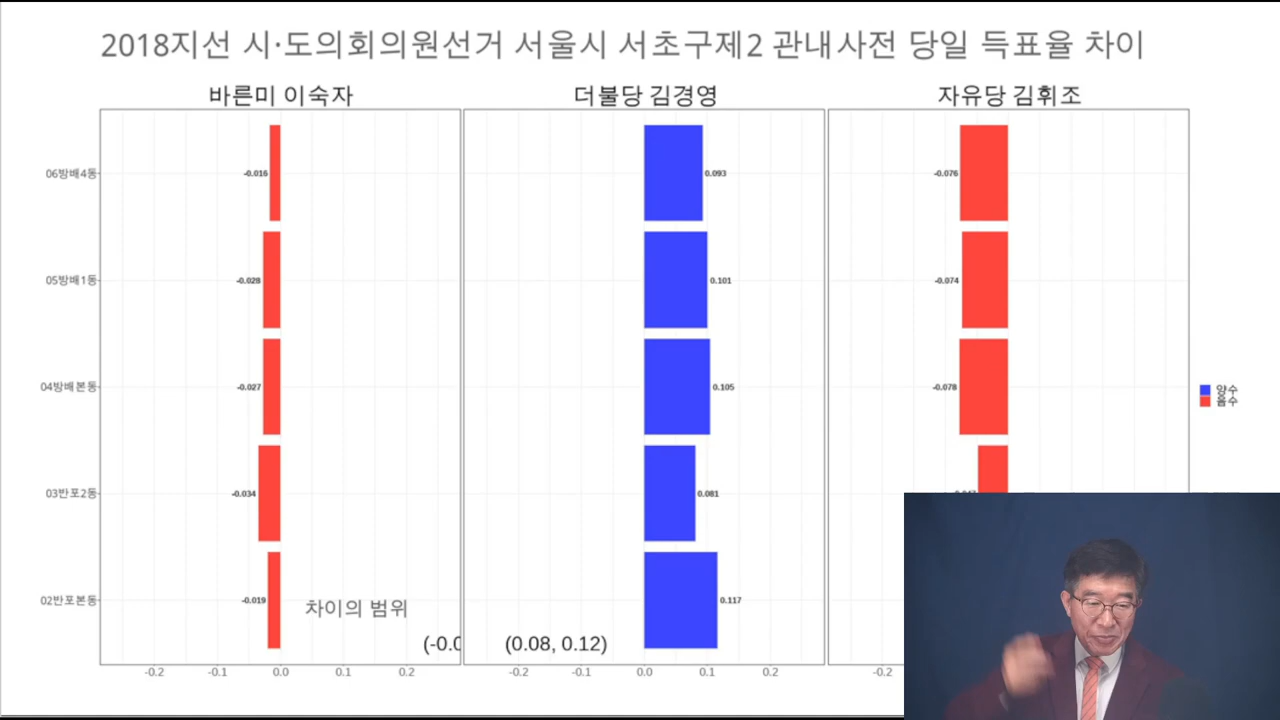 2018지선 시·도의회의원선거 서울시 서초구제2 관내사전 당일 득표율 차이
바른미 이숙자
더불당 김경영
자유당 김휘조
06방배4동
-0.016
0.093
-0.076
05방배1동
-0.028
0.101
-0.074
04방배본동
-0.027
0.105
-0.078
양수
음수
03반포2동
-0.034
0.081
02반포본동
-0.019
0.117
차이의 범위
(-0.0
(0.08, 0.12)
-0.2 -0.1 0.0 0.1 0.2
-0.2 -0.1 0.0 0.1 0.2
-0.2